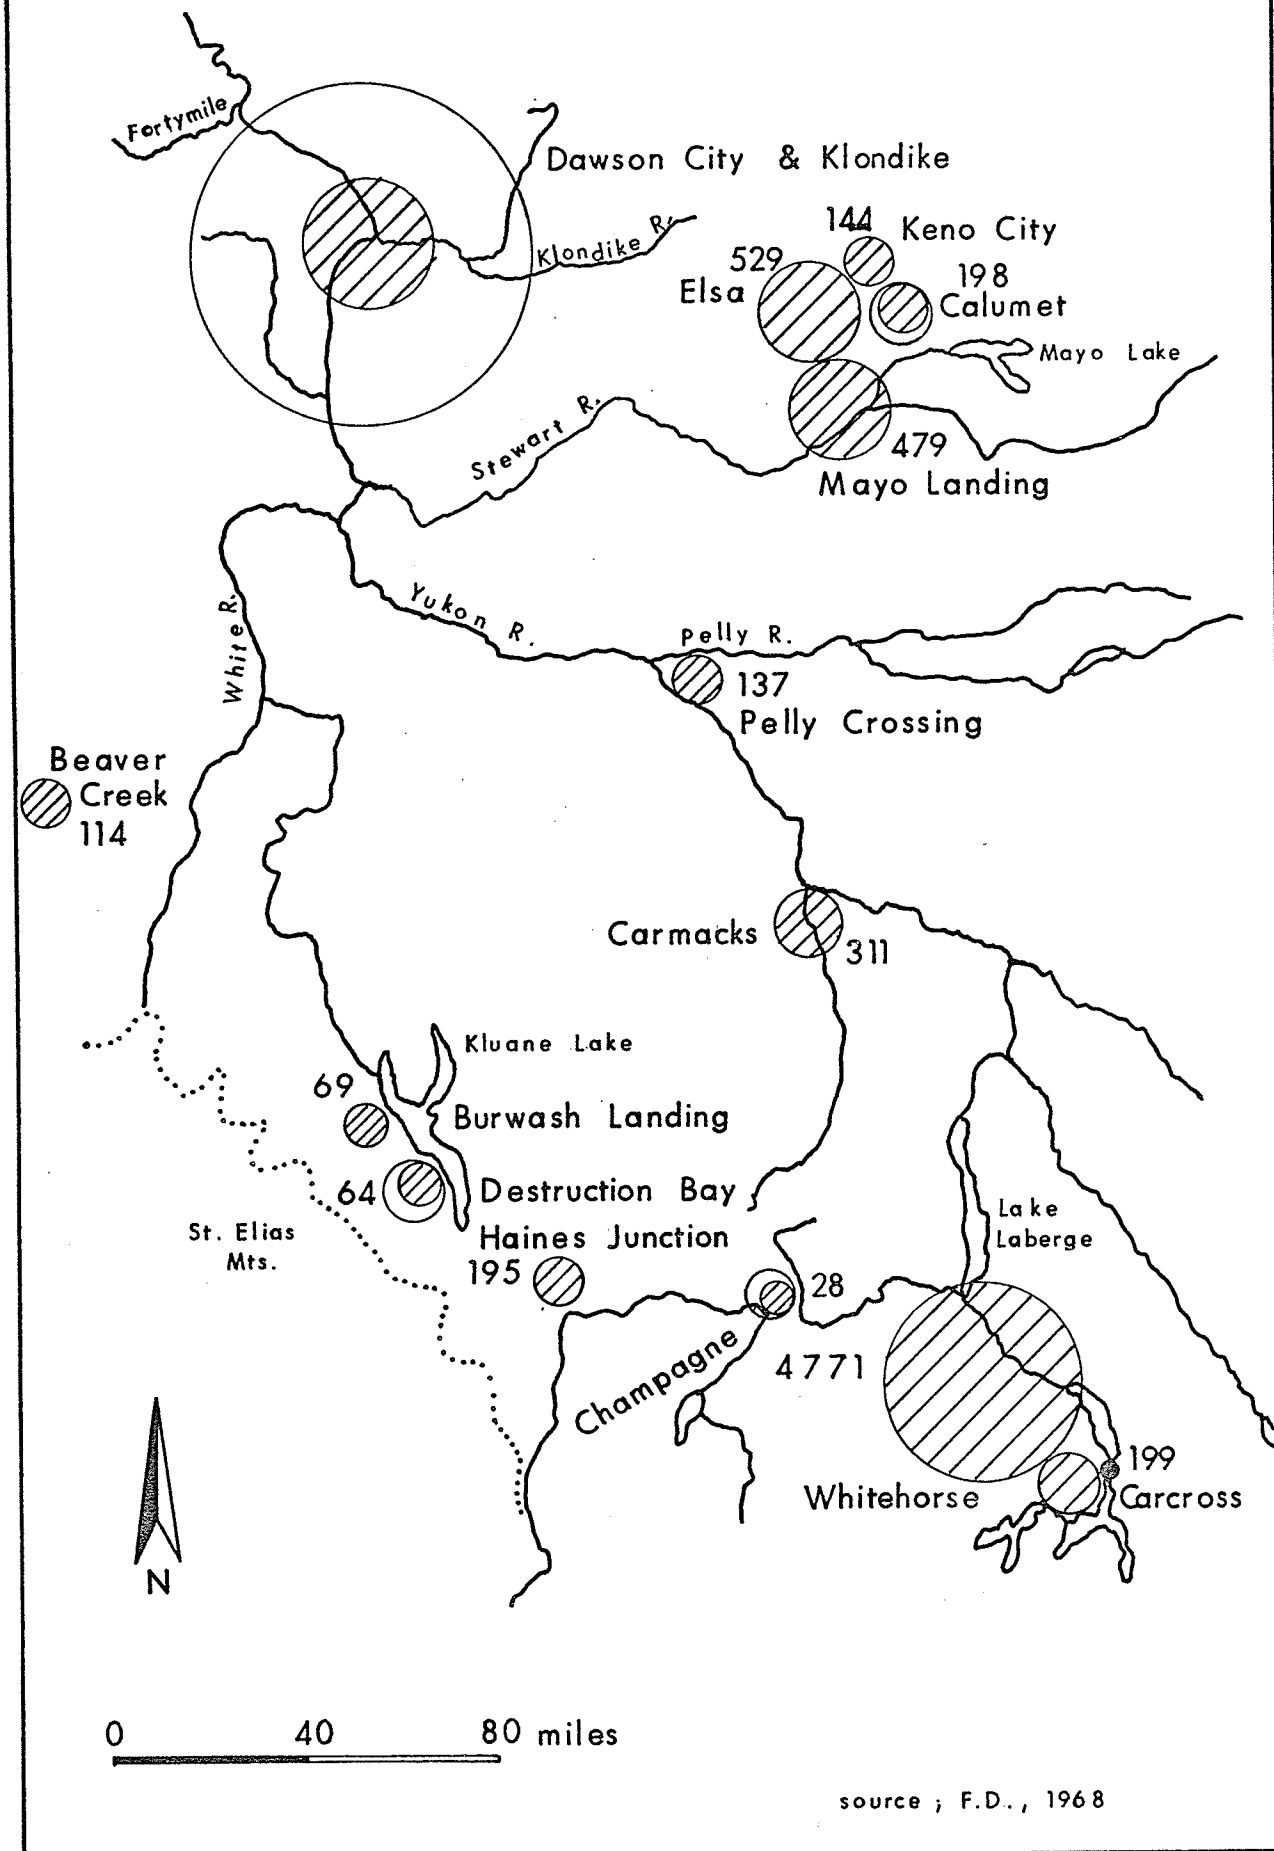 Fortymile
Dawson City & Klondike
Klondike R.
144 Keno City
529
Elsa
198
Calumet
Mayo Lake
Stewart R.
479
Mayo Landing
White R.
Yukon R.
Pelly R.
137
Pelly Crossing
Beaver
Creek
114
Carmacks
311
Kluane Lake
69
Burwash Landing
64
Destruction Bay
St. Elias
Mts.
Haines Junction
195
Lake
Laberge
28
Champagne
4771
Whitehorse
199
Carcross
N
0 40 80 miles
source ; F.D., 1968